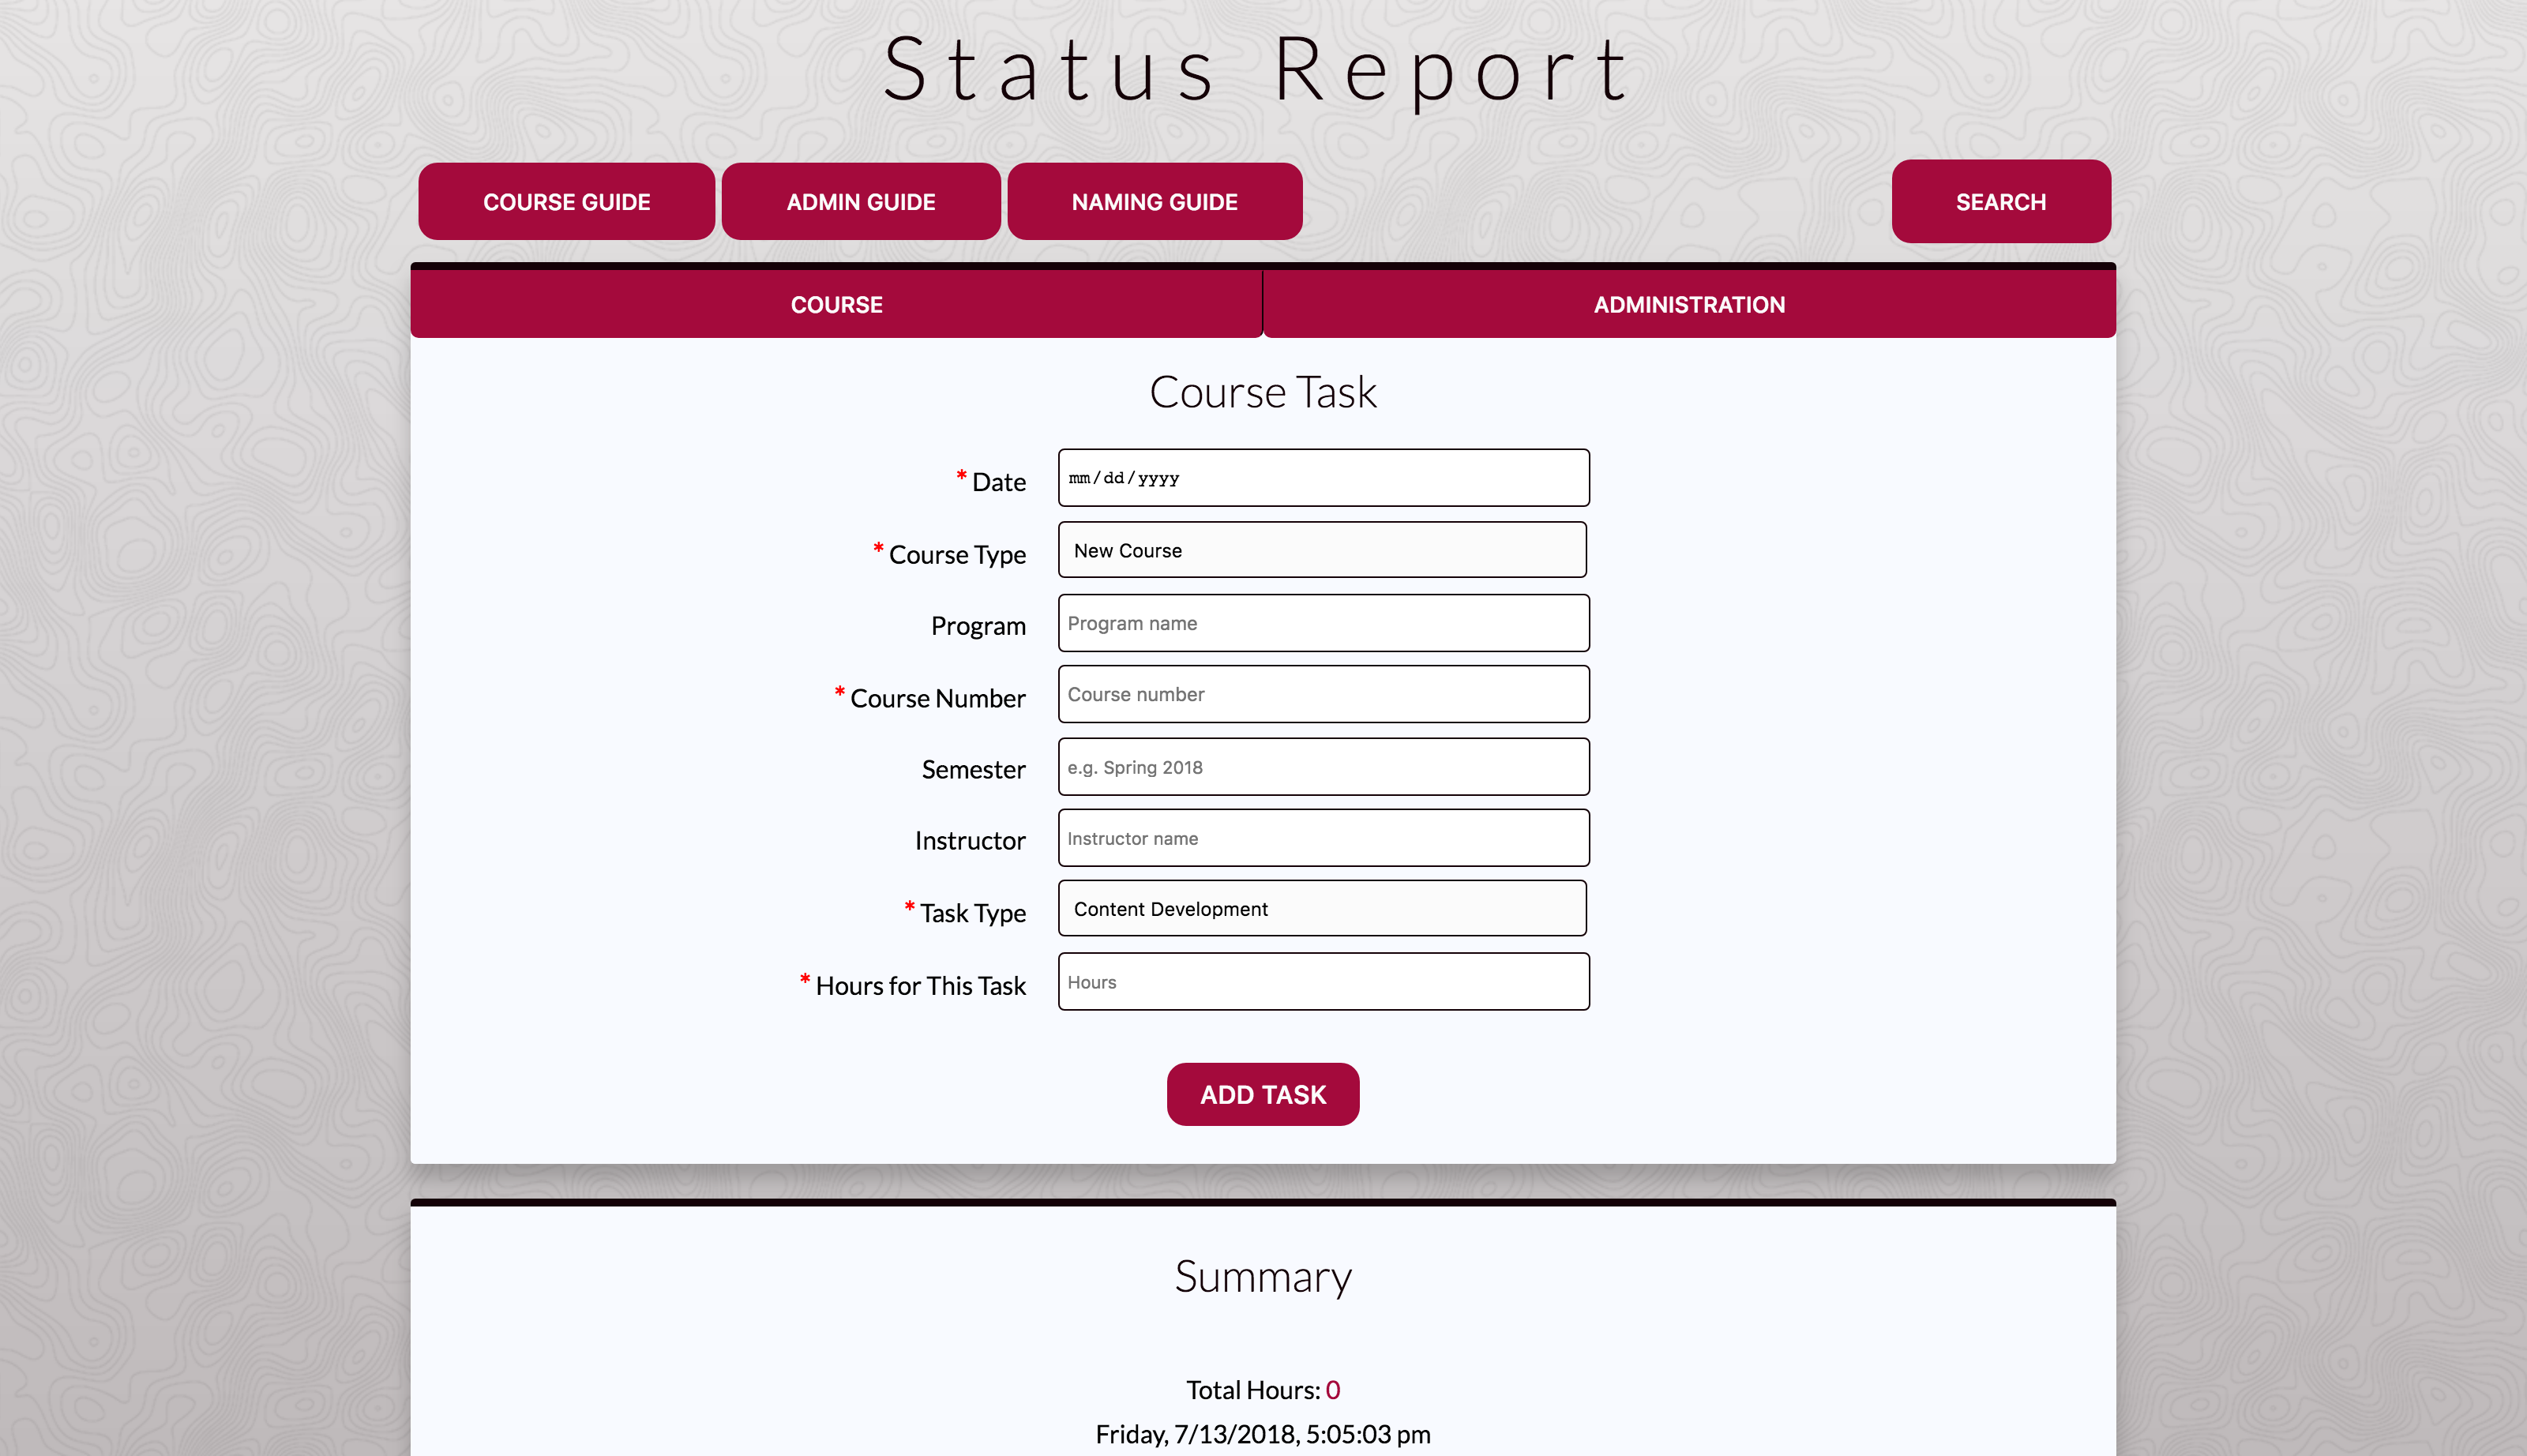 Status Report
COURSE GUIDE
ADMIN GUIDE
NAMING GUIDE
SEARCH
COURSE
ADMINISTRATION
Course Task
* Date
mm/dd/yyyy
* Course Type
New Course
Program
Program name
* Course Number
Course number
Semester
e.g. Spring 2018
Instructor
Instructor name
* Task Type
Content Development
* Hours for This Task
Hours
ADD TASK
Summary
Total Hours: 0
Friday, 7/13/2018, 5:05:03 pm